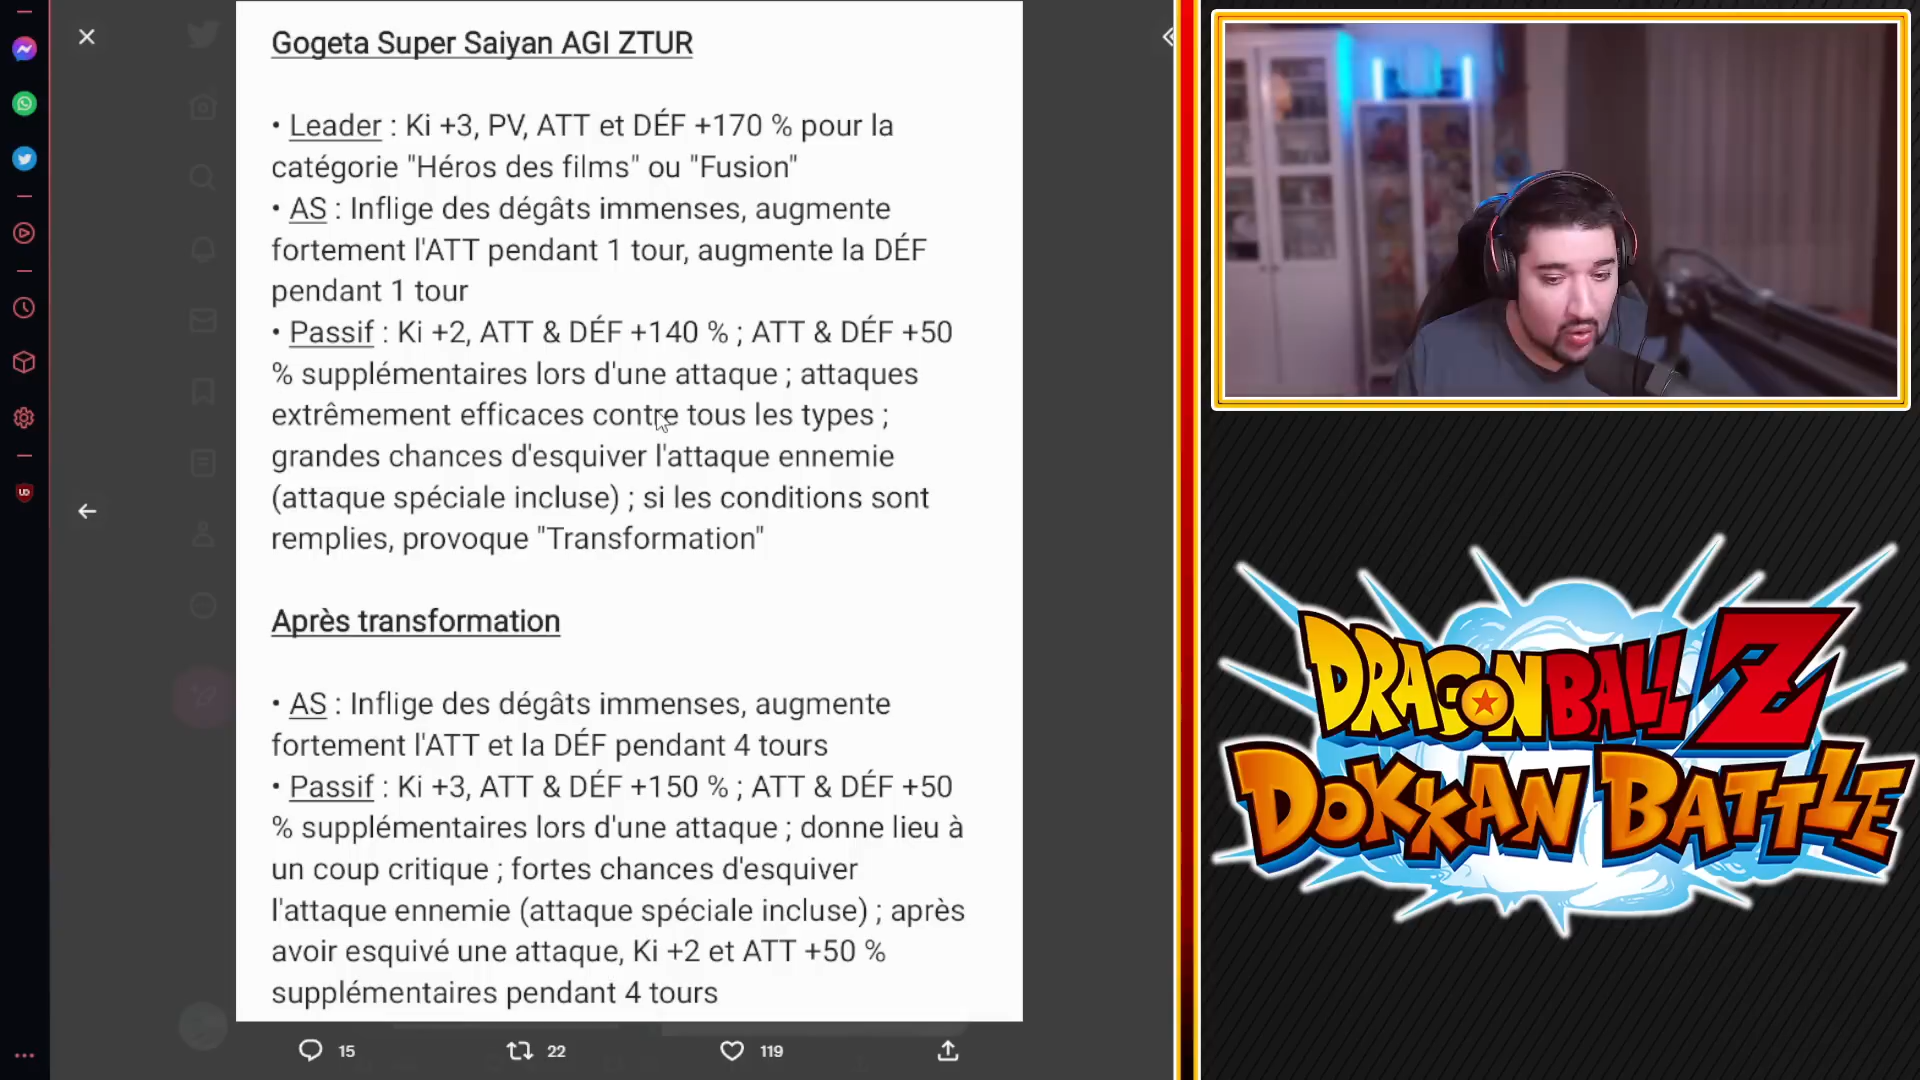 Gogeta Super Saiyan AGI ZTUR
• Leader : Ki +3, PV, ATT et DÉF +170 % pour la
catégorie "Héros des films" ou "Fusion"
• AS : Inflige des dégâts immenses, augmente
fortement l'ATT pendant 1 tour, augmente la DÉF
pendant 1 tour
• Passif : Ki +2, ATT & DÉF +140 % ; ATT & DÉF +50
% supplémentaires lors d'une attaque ; attaques
extrêmement efficaces contre tous les types ;
grandes chances d'esquiver l'attaque ennemie
(attaque spéciale incluse) ; si les conditions sont
remplies, provoque "Transformation"
Après transformation
• AS : Inflige des dégâts immenses, augmente
fortement l'ATT et la DÉF pendant 4 tours
• Passif : Ki +3, ATT & DÉF +150 % ; ATT & DÉF +50
% supplémentaires lors d'une attaque ; donne lieu à
un coup critique ; fortes chances d'esquiver
l'attaque ennemie (attaque spéciale incluse) ; après
avoir esquivé une attaque, Ki +2 et ATT +50 %
supplémentaires pendant 4 tours
15 22 119
DRAGON BALL Z
DOKKAN BATTLE